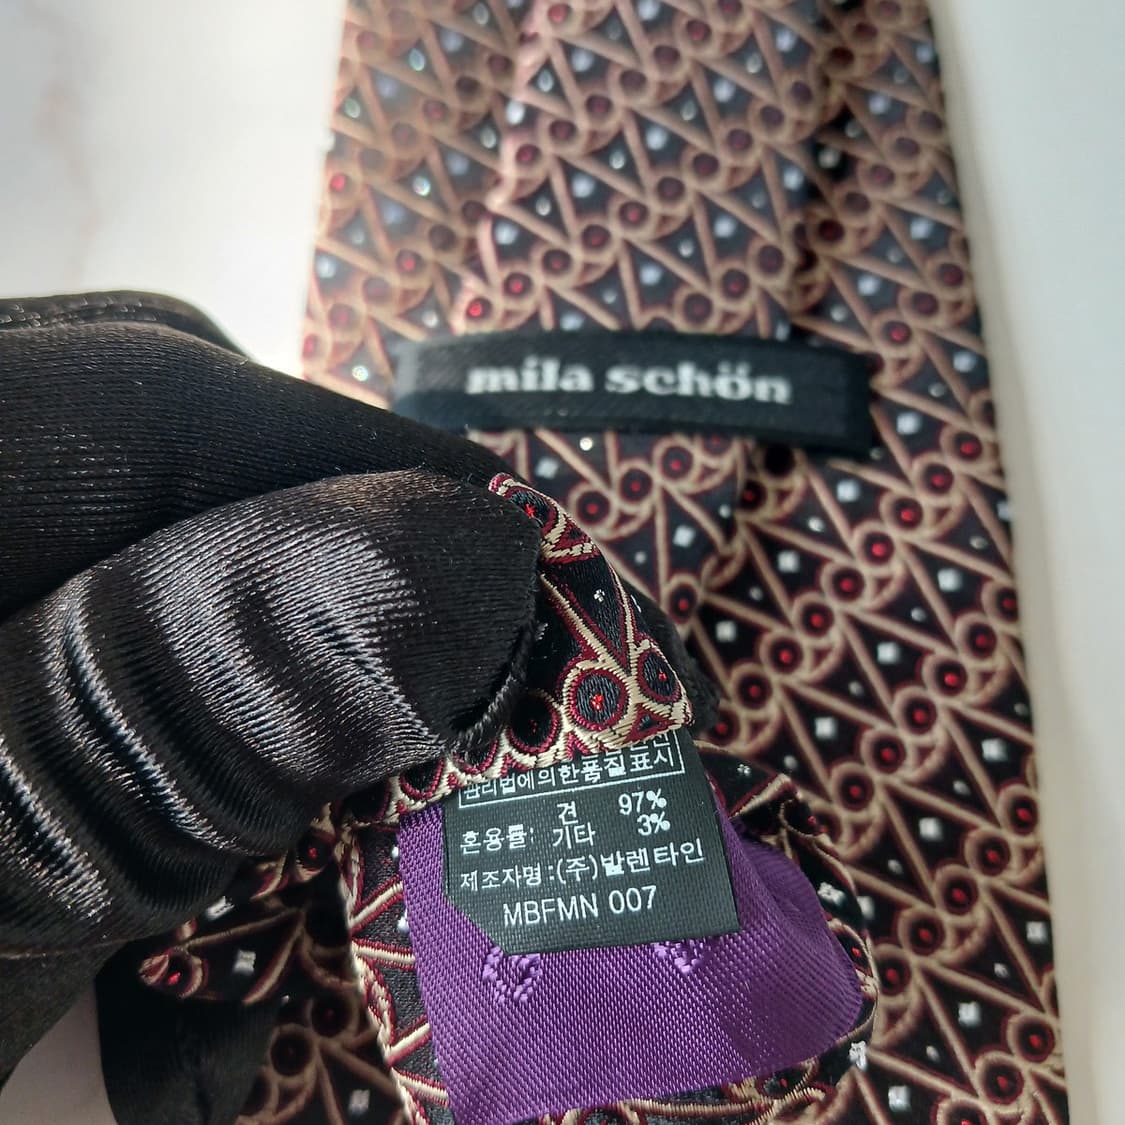 mila schön
관리법에의한품질표시
견 97%
혼용률: 기타 3%
제조자명:(주)발렌타인
MBFMN 007